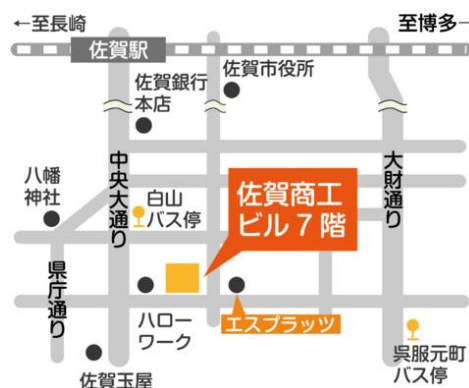 ←至長崎
至博多→
佐賀駅
佐賀銀行
本店
佐賀市役所
八幡
神社
中央大通り
白山
バス停
佐賀商工
ビル7階
大財通り
県庁通り
ハロー
ワーク
エスプラッツ
呉服元町
バス停
佐賀玉屋